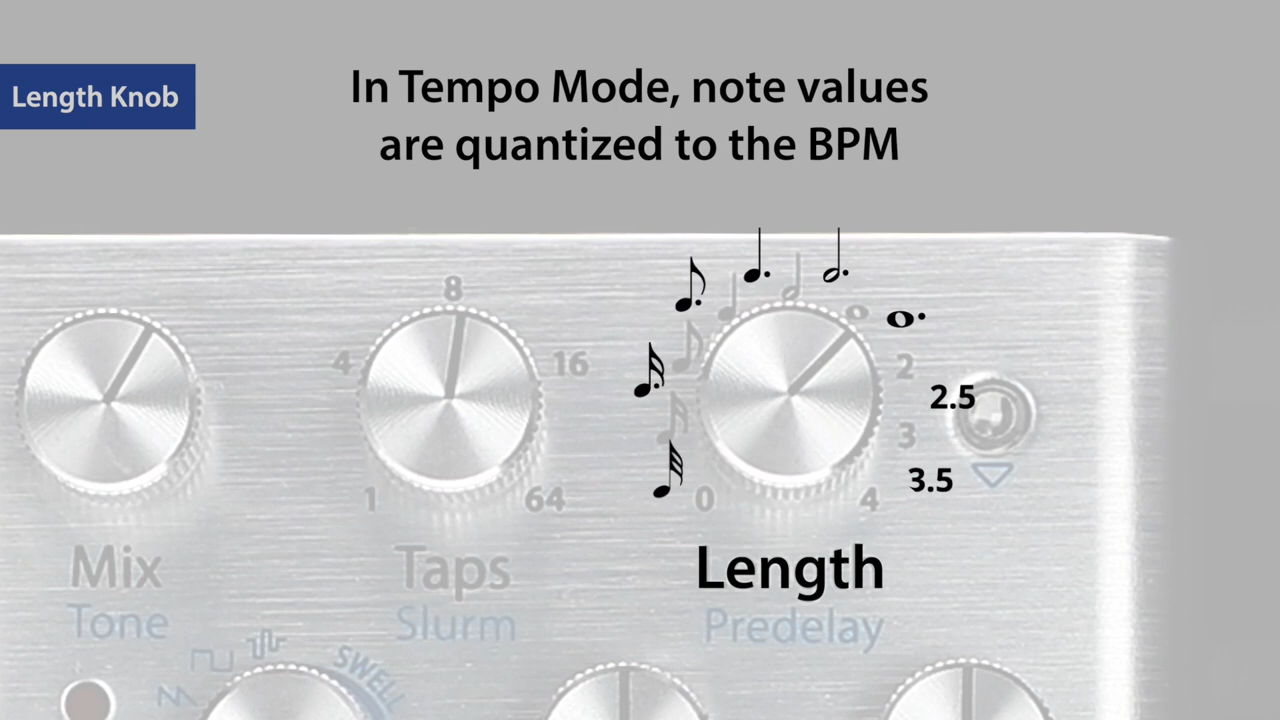 Length Knob
In Tempo Mode, note values
are quantized to the BPM
8
4
16
1
64
2
2.5
3
3.5
0
4
Mix
Taps
Length
Tone
Slurm
Predelay
SWELL